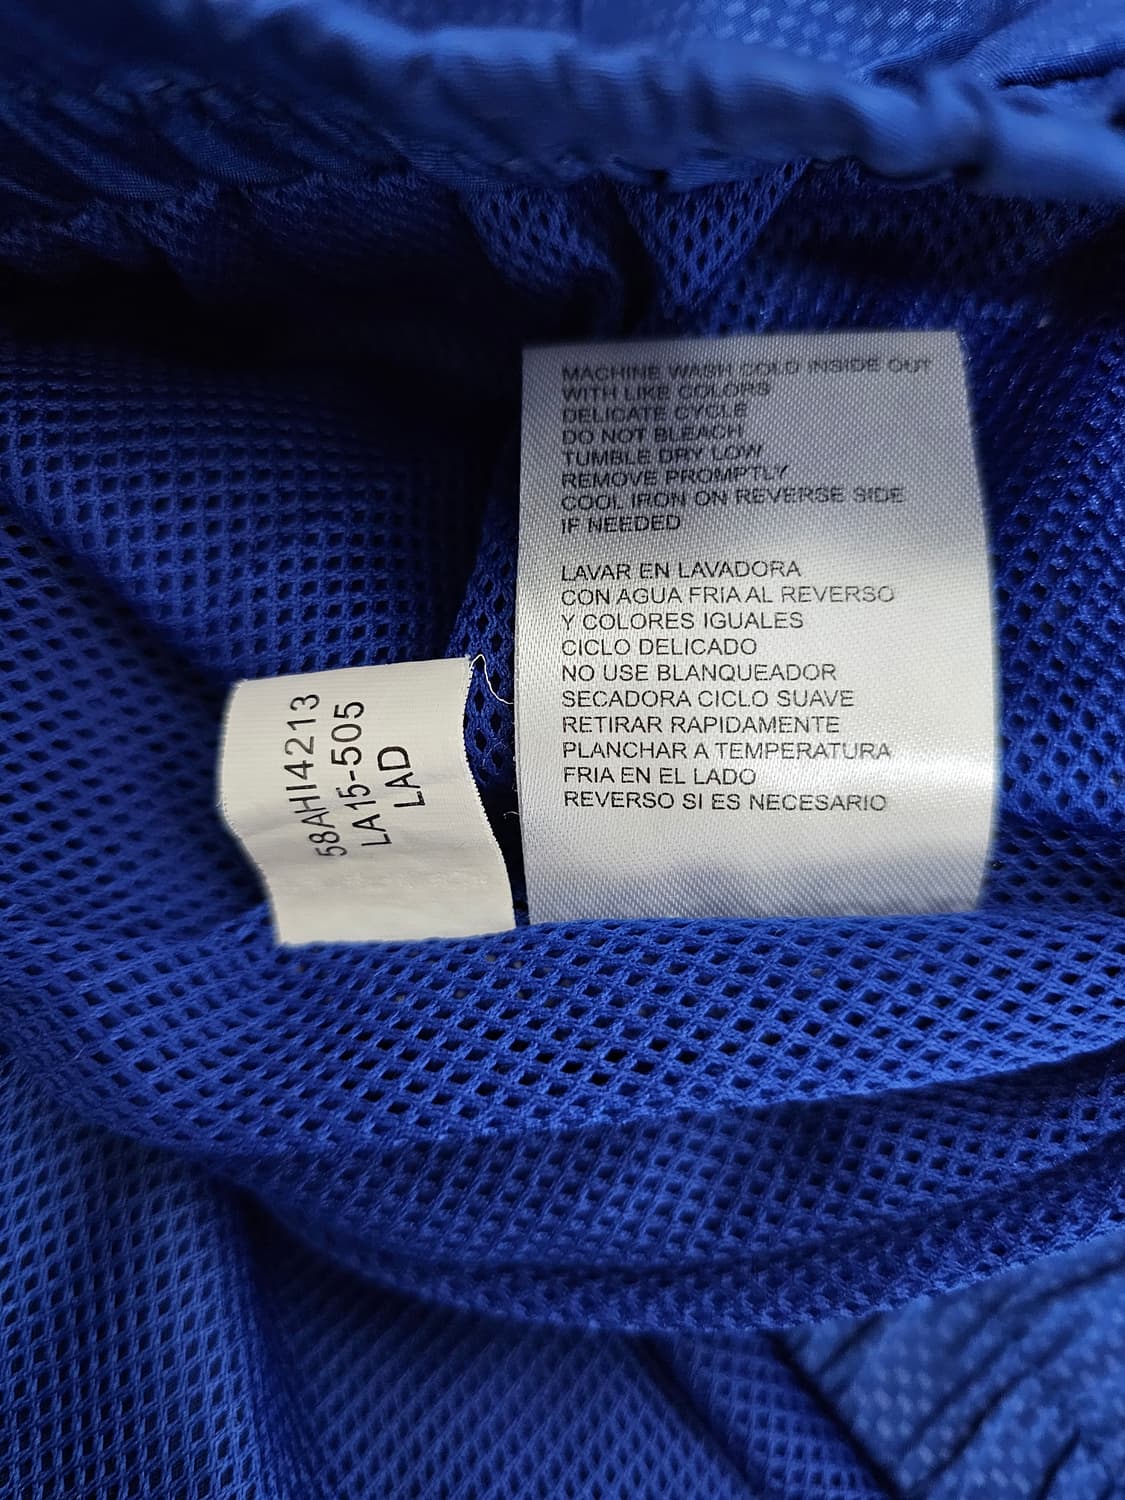 MACHINE WASH COLD INSIDE OUT
WITH LIKE COLORS
DELICATE CYCLE
DO NOT BLEACH
TUMBLE DRY LOW
REMOVE PROMPTLY
COOL IRON ON REVERSE SIDE
IF NEEDED
LAVAR EN LAVADORA
CON AGUA FRIA AL REVERSO
Y COLORES IGUALES
CICLO DELICADO
NO USE BLANQUEADOR
SECADORA CICLO SUAVE
RETIRAR RAPIDAMENTE
PLANCHAR A TEMPERATURA
FRIA EN EL LADO
REVERSO SI ES NECESARIO
58AHI4213
LA15-505
LAD